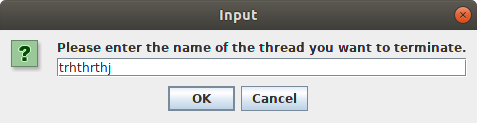 Input
Please enter the name of the thread you want to terminate.
trhthrthj
OK Cancel